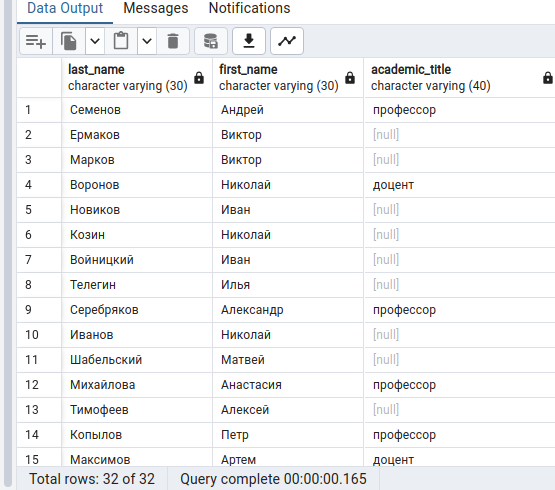 Data Output Messages Notifications
last_name first_name academic_title
character varying (30) character varying (30) character varying (40)
1 Семенов Андрей профессор
2 Ермаков Виктор [null]
3 Марков Виктор [null]
4 Воронов Николай доцент
5 Новиков Иван [null]
6 Козин Николай [null]
7 Войницкий Иван [null]
8 Телегин Илья [null]
9 Серебряков Александр профессор
10 Иванов Николай [null]
11 Шабельский Матвей [null]
12 Михайлова Анастасия профессор
13 Тимофеев Алексей [null]
14 Копылов Петр профессор
15 Максимов Артем доцент
Total rows: 32 of 32 Query complete 00:00:00.165